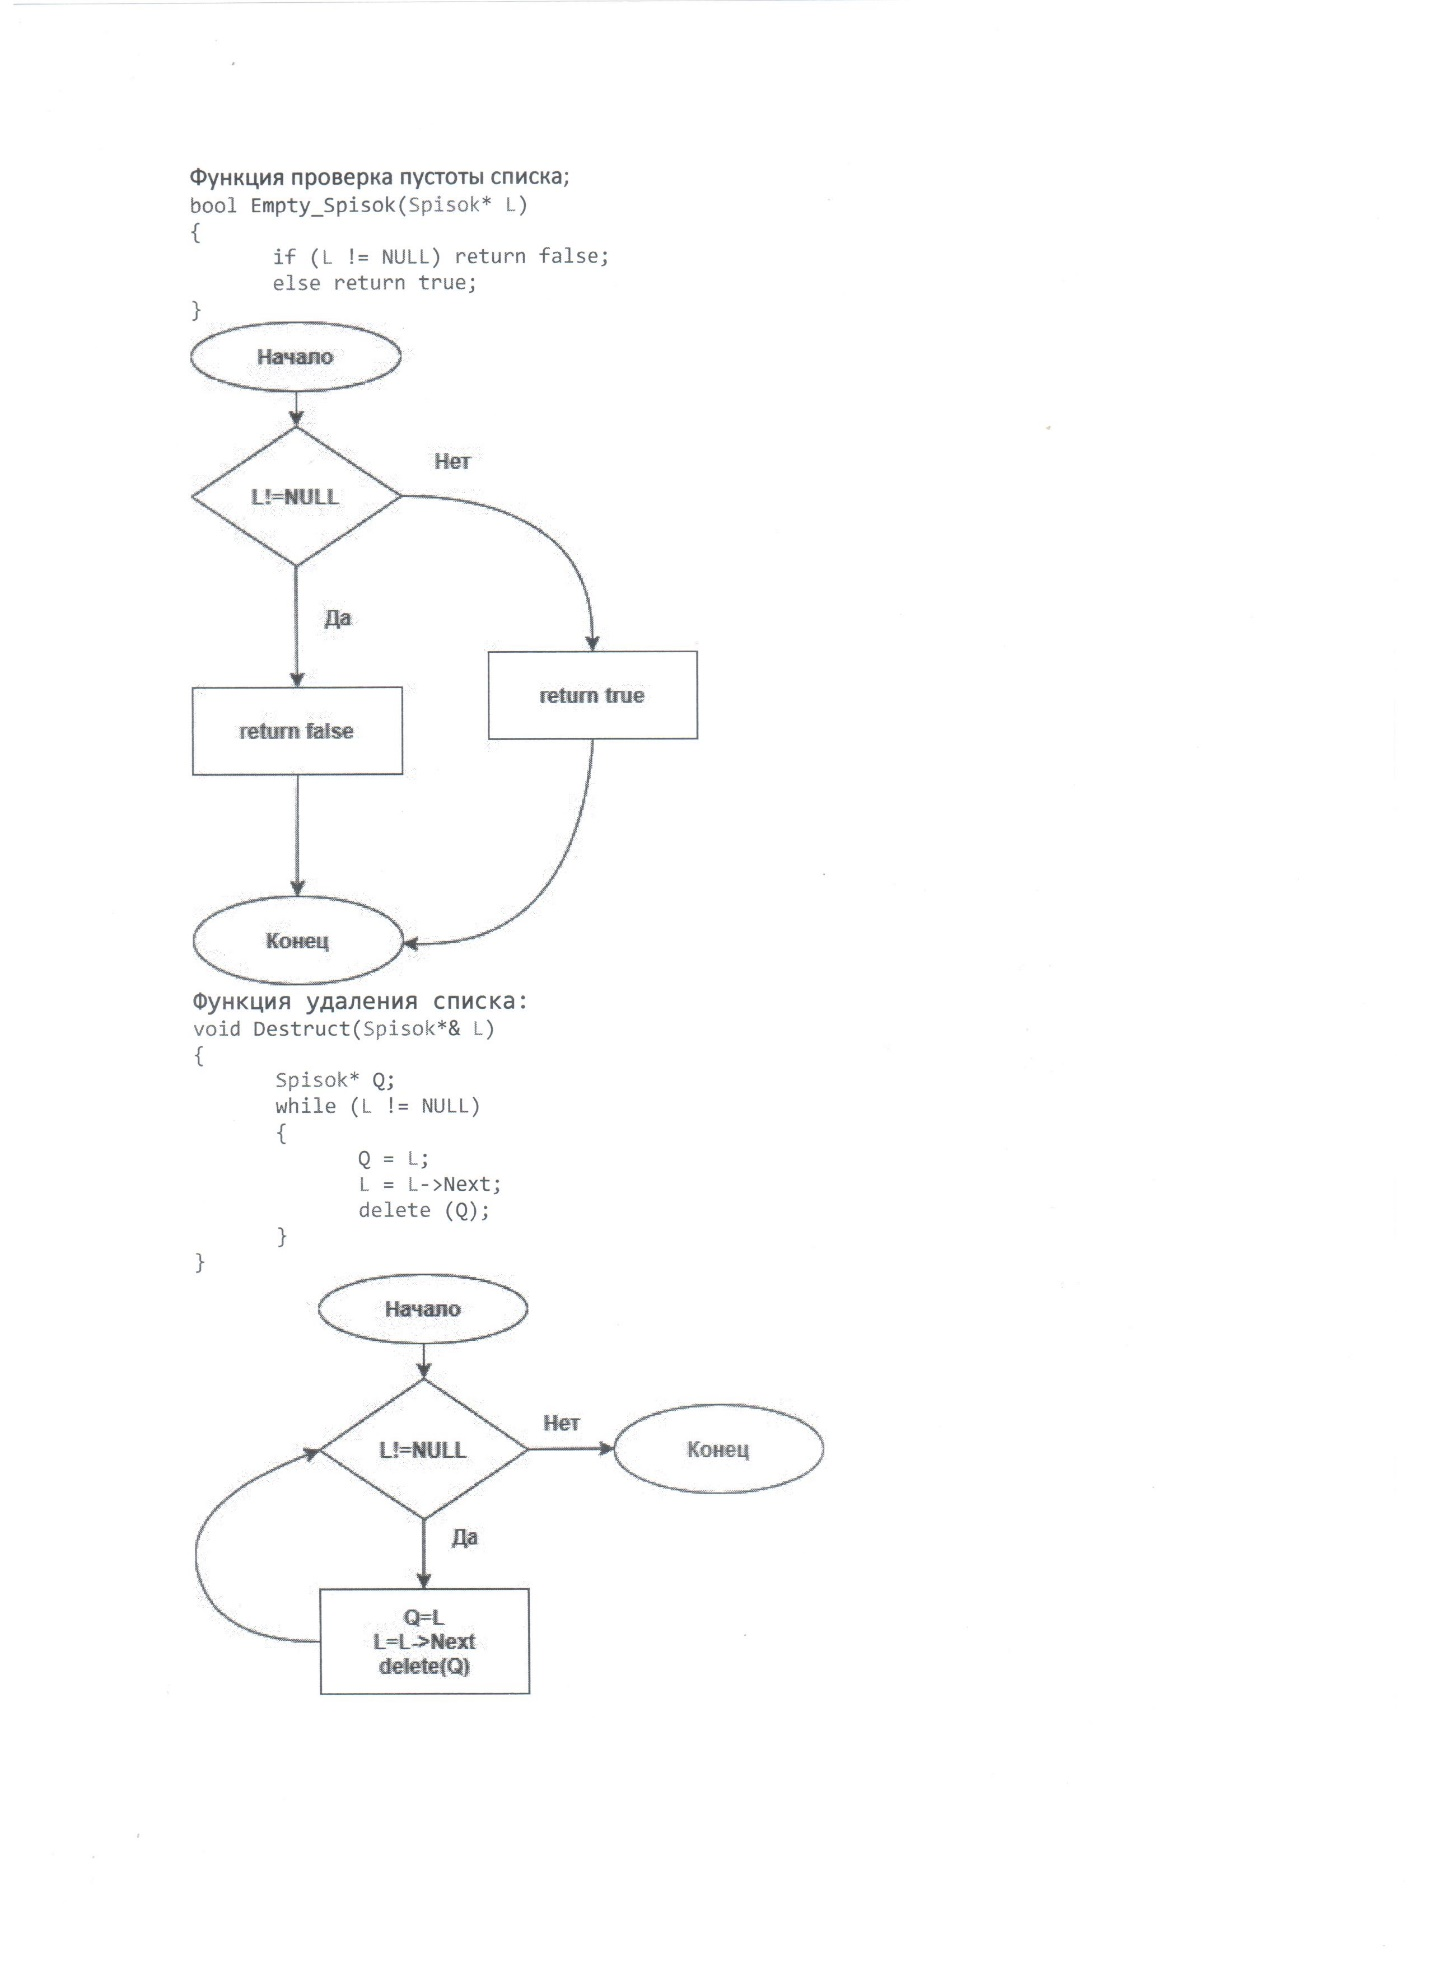 Функция проверка пустоты списка;
bool Empty_Spisok(Spisok* L)
{
if (L != NULL) return false;
else return true;
}
Начало
Нет
L!=NULL
Да
return true
return false
Конец
Функция удаления списка:
void Destruct(Spisok*& L)
{
Spisok* Q;
while (L != NULL)
{
Q = L;
L = L->Next;
delete (Q);
}
}
Начало
Нет
L!=NULL
Конец
Да
Q=L
L=L->Next
delete(Q)